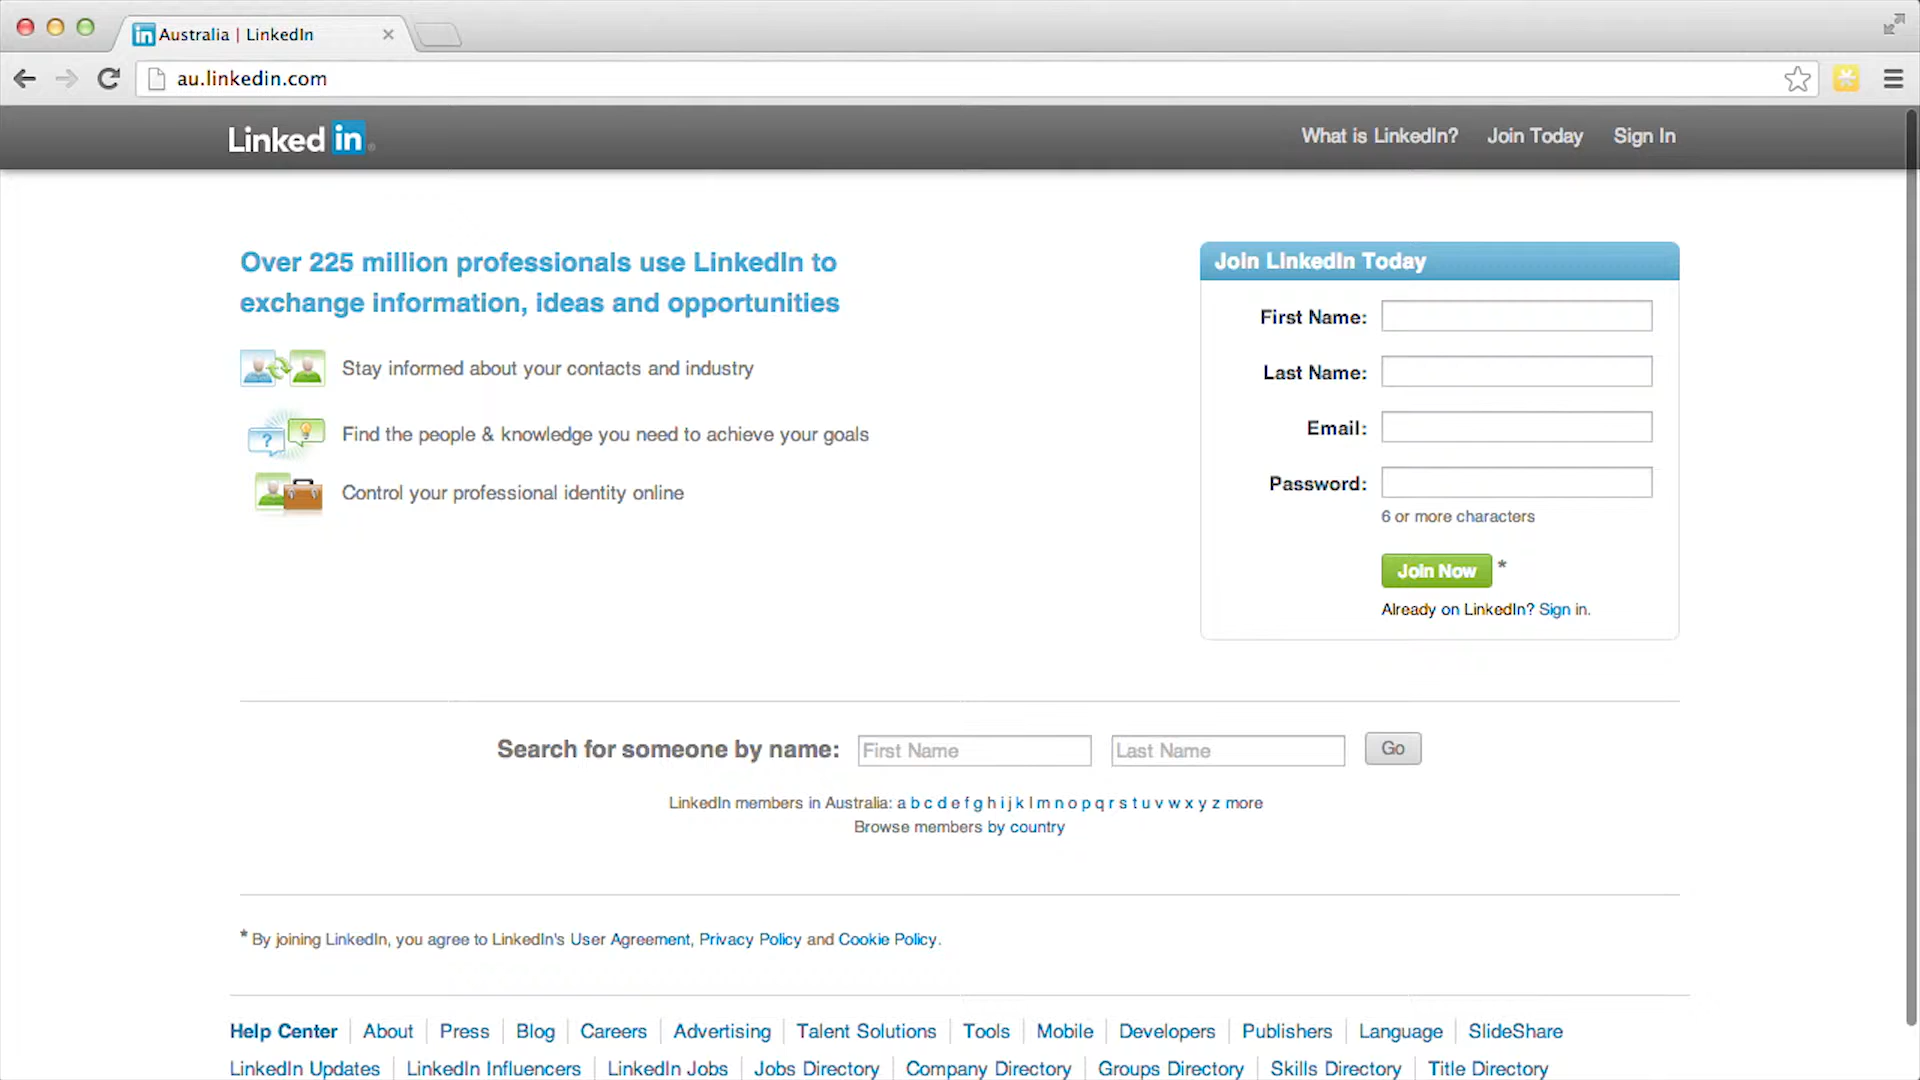 in Australia | LinkedIn
au.linkedin.com
Linked in®
What is LinkedIn? Join Today Sign In
Over 225 million professionals use LinkedIn to
exchange information, ideas and opportunities
Stay informed about your contacts and industry
? Find the people & knowledge you need to achieve your goals
Control your professional identity online
Join LinkedIn Today
First Name:
Last Name:
Email:
Password:
6 or more characters
Join Now *
Already on LinkedIn? Sign in.
Search for someone by name: First Name Last Name Go
LinkedIn members in Australia: a b c d e f g h i j k l m n o p q r s t u v w x y z more
Browse members by country
* By joining LinkedIn, you agree to LinkedIn's User Agreement, Privacy Policy and Cookie Policy.
Help Center About Press Blog Careers Advertising Talent Solutions Tools Mobile Developers Publishers Language SlideShare
LinkedIn Updates LinkedIn Influencers LinkedIn Jobs Jobs Directory Company Directory Groups Directory Skills Directory Title Directory